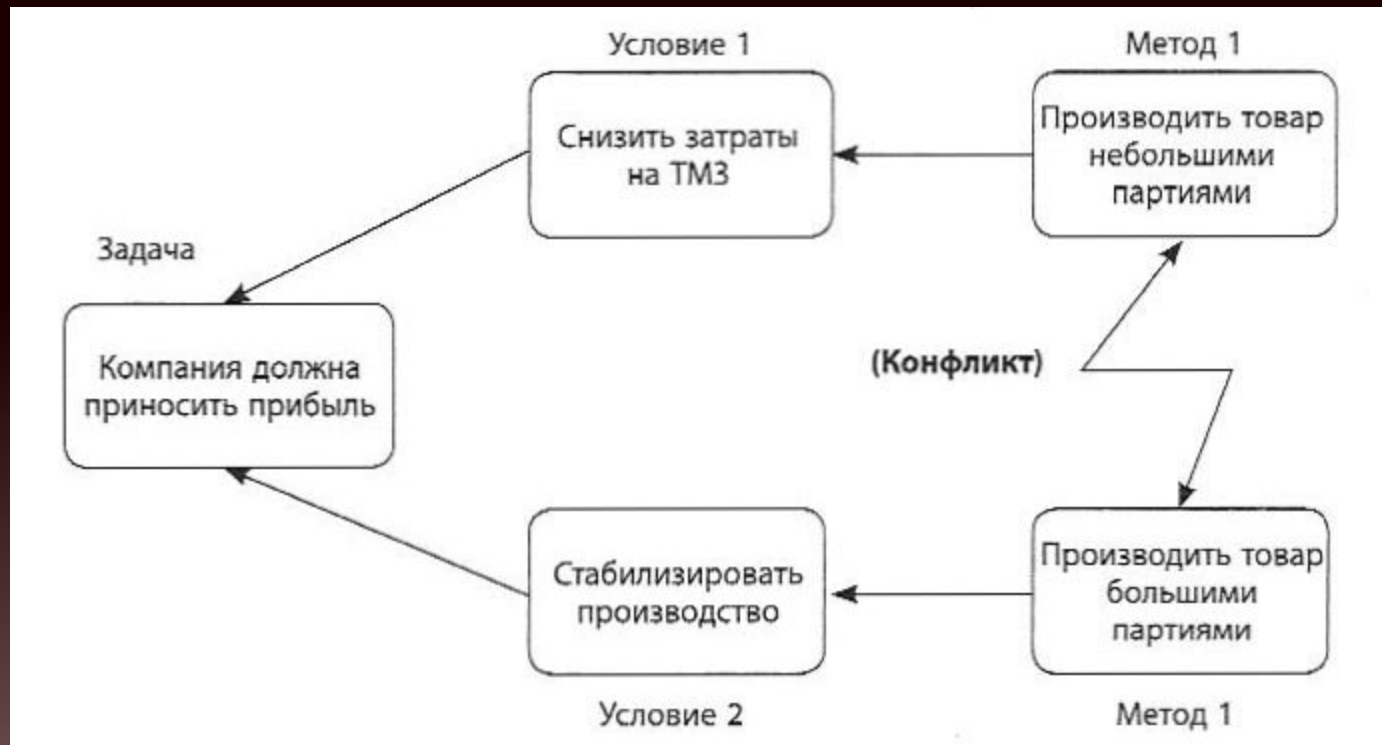 Условие 1
Метод 1
Снизить затраты
на ТМЗ
Производить товар
небольшими
партиями
Задача
Компания должна
приносить прибыль
(Конфликт)
Стабилизировать
производство
Производить товар
большими
партиями
Условие 2
Метод 1